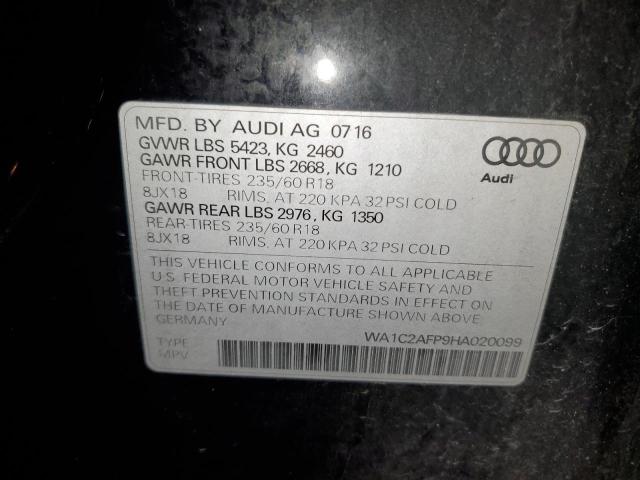 MFD. BY AUDI AG 0716
GVWR LBS 5423, KG 2460
GAWR FRONT LBS 2668, KG 1210
FRONT-TIRES 235/60 R18
8JX18 RIMS, AT 220 KPA 32 PSI COLD
GAWR REAR LBS 2976, KG 1350
REAR-TIRES 235/60 R18
8JX18 RIMS, AT 220 KPA 32 PSI COLD
Audi
THIS VEHICLE CONFORMS TO ALL APPLICABLE
U.S. FEDERAL MOTOR VEHICLE SAFETY AND
THEFT PREVENTION STANDARDS IN EFFECT ON
THE DATE OF MANUFACTURE SHOWN ABOVE.
GERMANY
WA1C2AFP9HA020099
TYPE
MPV